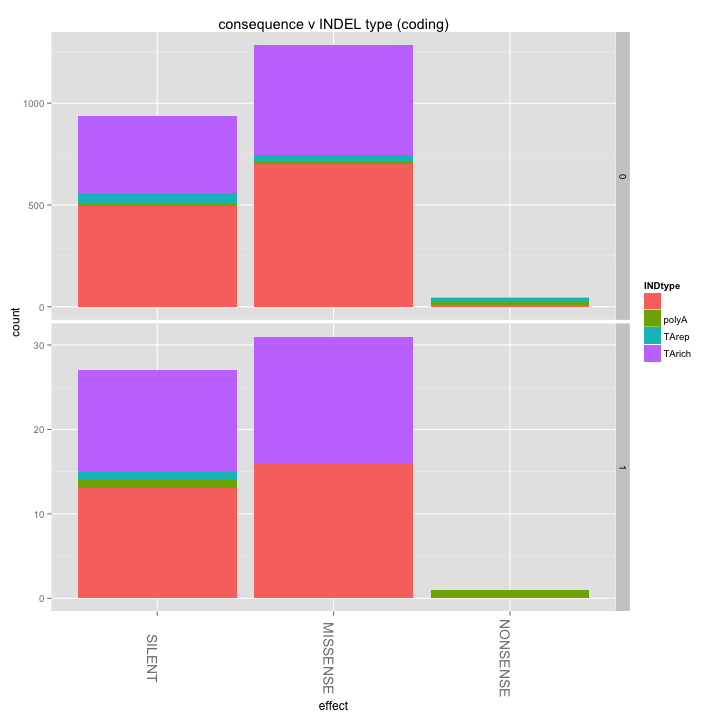 consequence v INDEL type (coding)
count
1000
500
0
0
30
20
10
0
1
SILENT
MISSENSE
NONSENSE
effect
INDtype
polyA
TArep
TArich